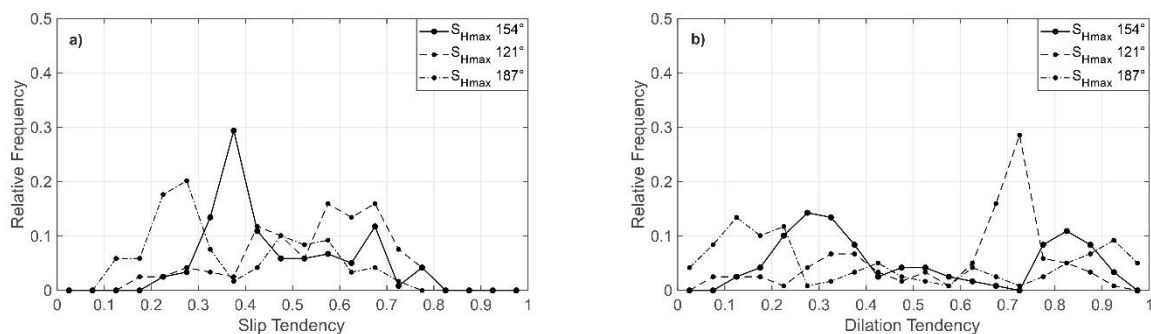 a)
S_Hmax 154°
S_Hmax 121°
S_Hmax 187°
Relative Frequency
0.5
0.4
0.3
0.2
0.1
0
0 0.1 0.2 0.3 0.4 0.5 0.6 0.7 0.8 0.9 1
Slip Tendency
b)
S_Hmax 154°
S_Hmax 121°
S_Hmax 187°
Relative Frequency
0.5
0.4
0.3
0.2
0.1
0
0 0.1 0.2 0.3 0.4 0.5 0.6 0.7 0.8 0.9 1
Dilation Tendency